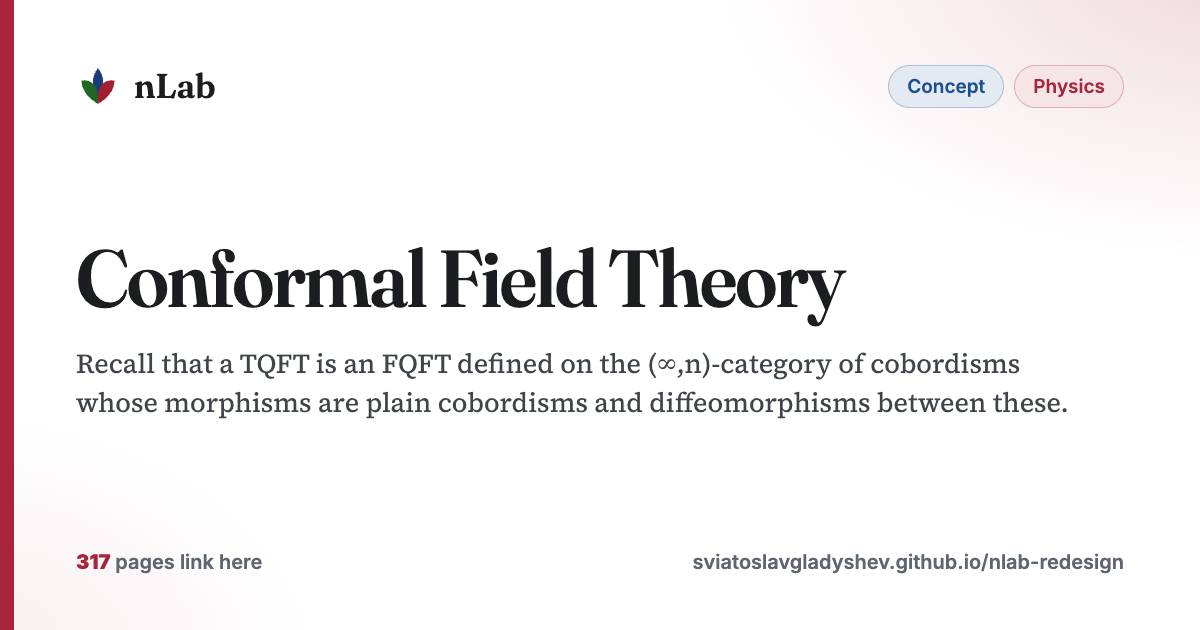 nLab
Concept
Physics
Conformal Field Theory
Recall that a TQFT is an FQFT defined on the (∞,n)-category of cobordisms
whose morphisms are plain cobordisms and diffeomorphisms between these.
317 pages link here
sviatoslavgladyshev.github.io/nlab-redesign